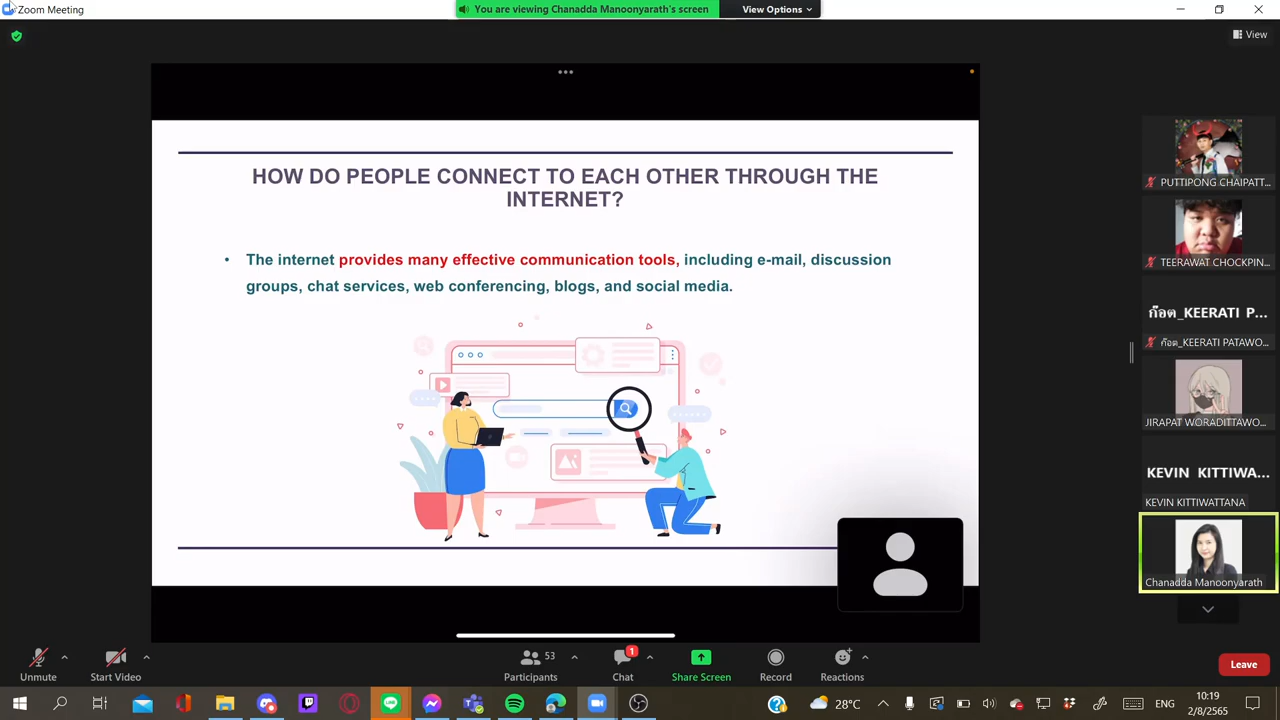 Zoom Meeting
You are viewing Chanadda Manoonyarath's screen
View Options
View
HOW DO PEOPLE CONNECT TO EACH OTHER THROUGH THE
INTERNET?
• The internet provides many effective communication tools, including e-mail, discussion
groups, chat services, web conferencing, blogs, and social media.
PUTTIPONG CHAIPATT...
TEERAWAT CHOCKPIN...
ก๊อต_KEERATI P...
ก๊อต_KEERATI PATAWO...
JIRAPAT WORADITTAWO...
KEVIN KITTIWA...
KEVIN KITTIWATTANA
Chanadda Manoonyarath
Unmute
Start Video
53
Participants
1
Chat
Share Screen
Record
Reactions
Leave
28°C
ENG
10:19
2/8/2565